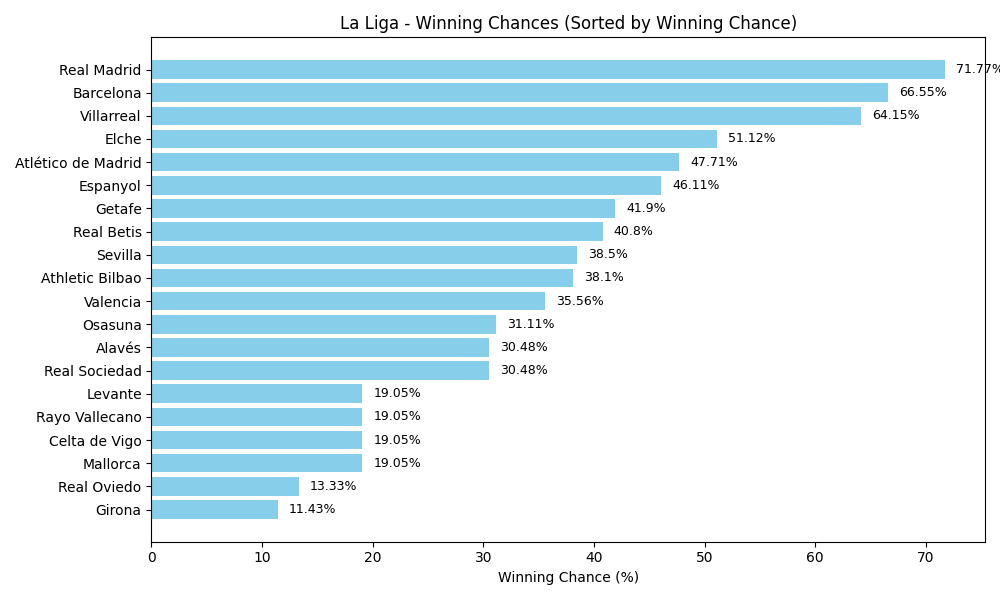 La Liga - Winning Chances (Sorted by Winning Chance)
Real Madrid 71.77%
Barcelona 66.55%
Villarreal 64.15%
Elche 51.12%
Atlético de Madrid 47.71%
Espanyol 46.11%
Getafe 41.9%
Real Betis 40.8%
Sevilla 38.5%
Athletic Bilbao 38.1%
Valencia 35.56%
Osasuna 31.11%
Alavés 30.48%
Real Sociedad 30.48%
Levante 19.05%
Rayo Vallecano 19.05%
Celta de Vigo 19.05%
Mallorca 19.05%
Real Oviedo 13.33%
Girona 11.43%
0 10 20 30 40 50 60 70
Winning Chance (%)